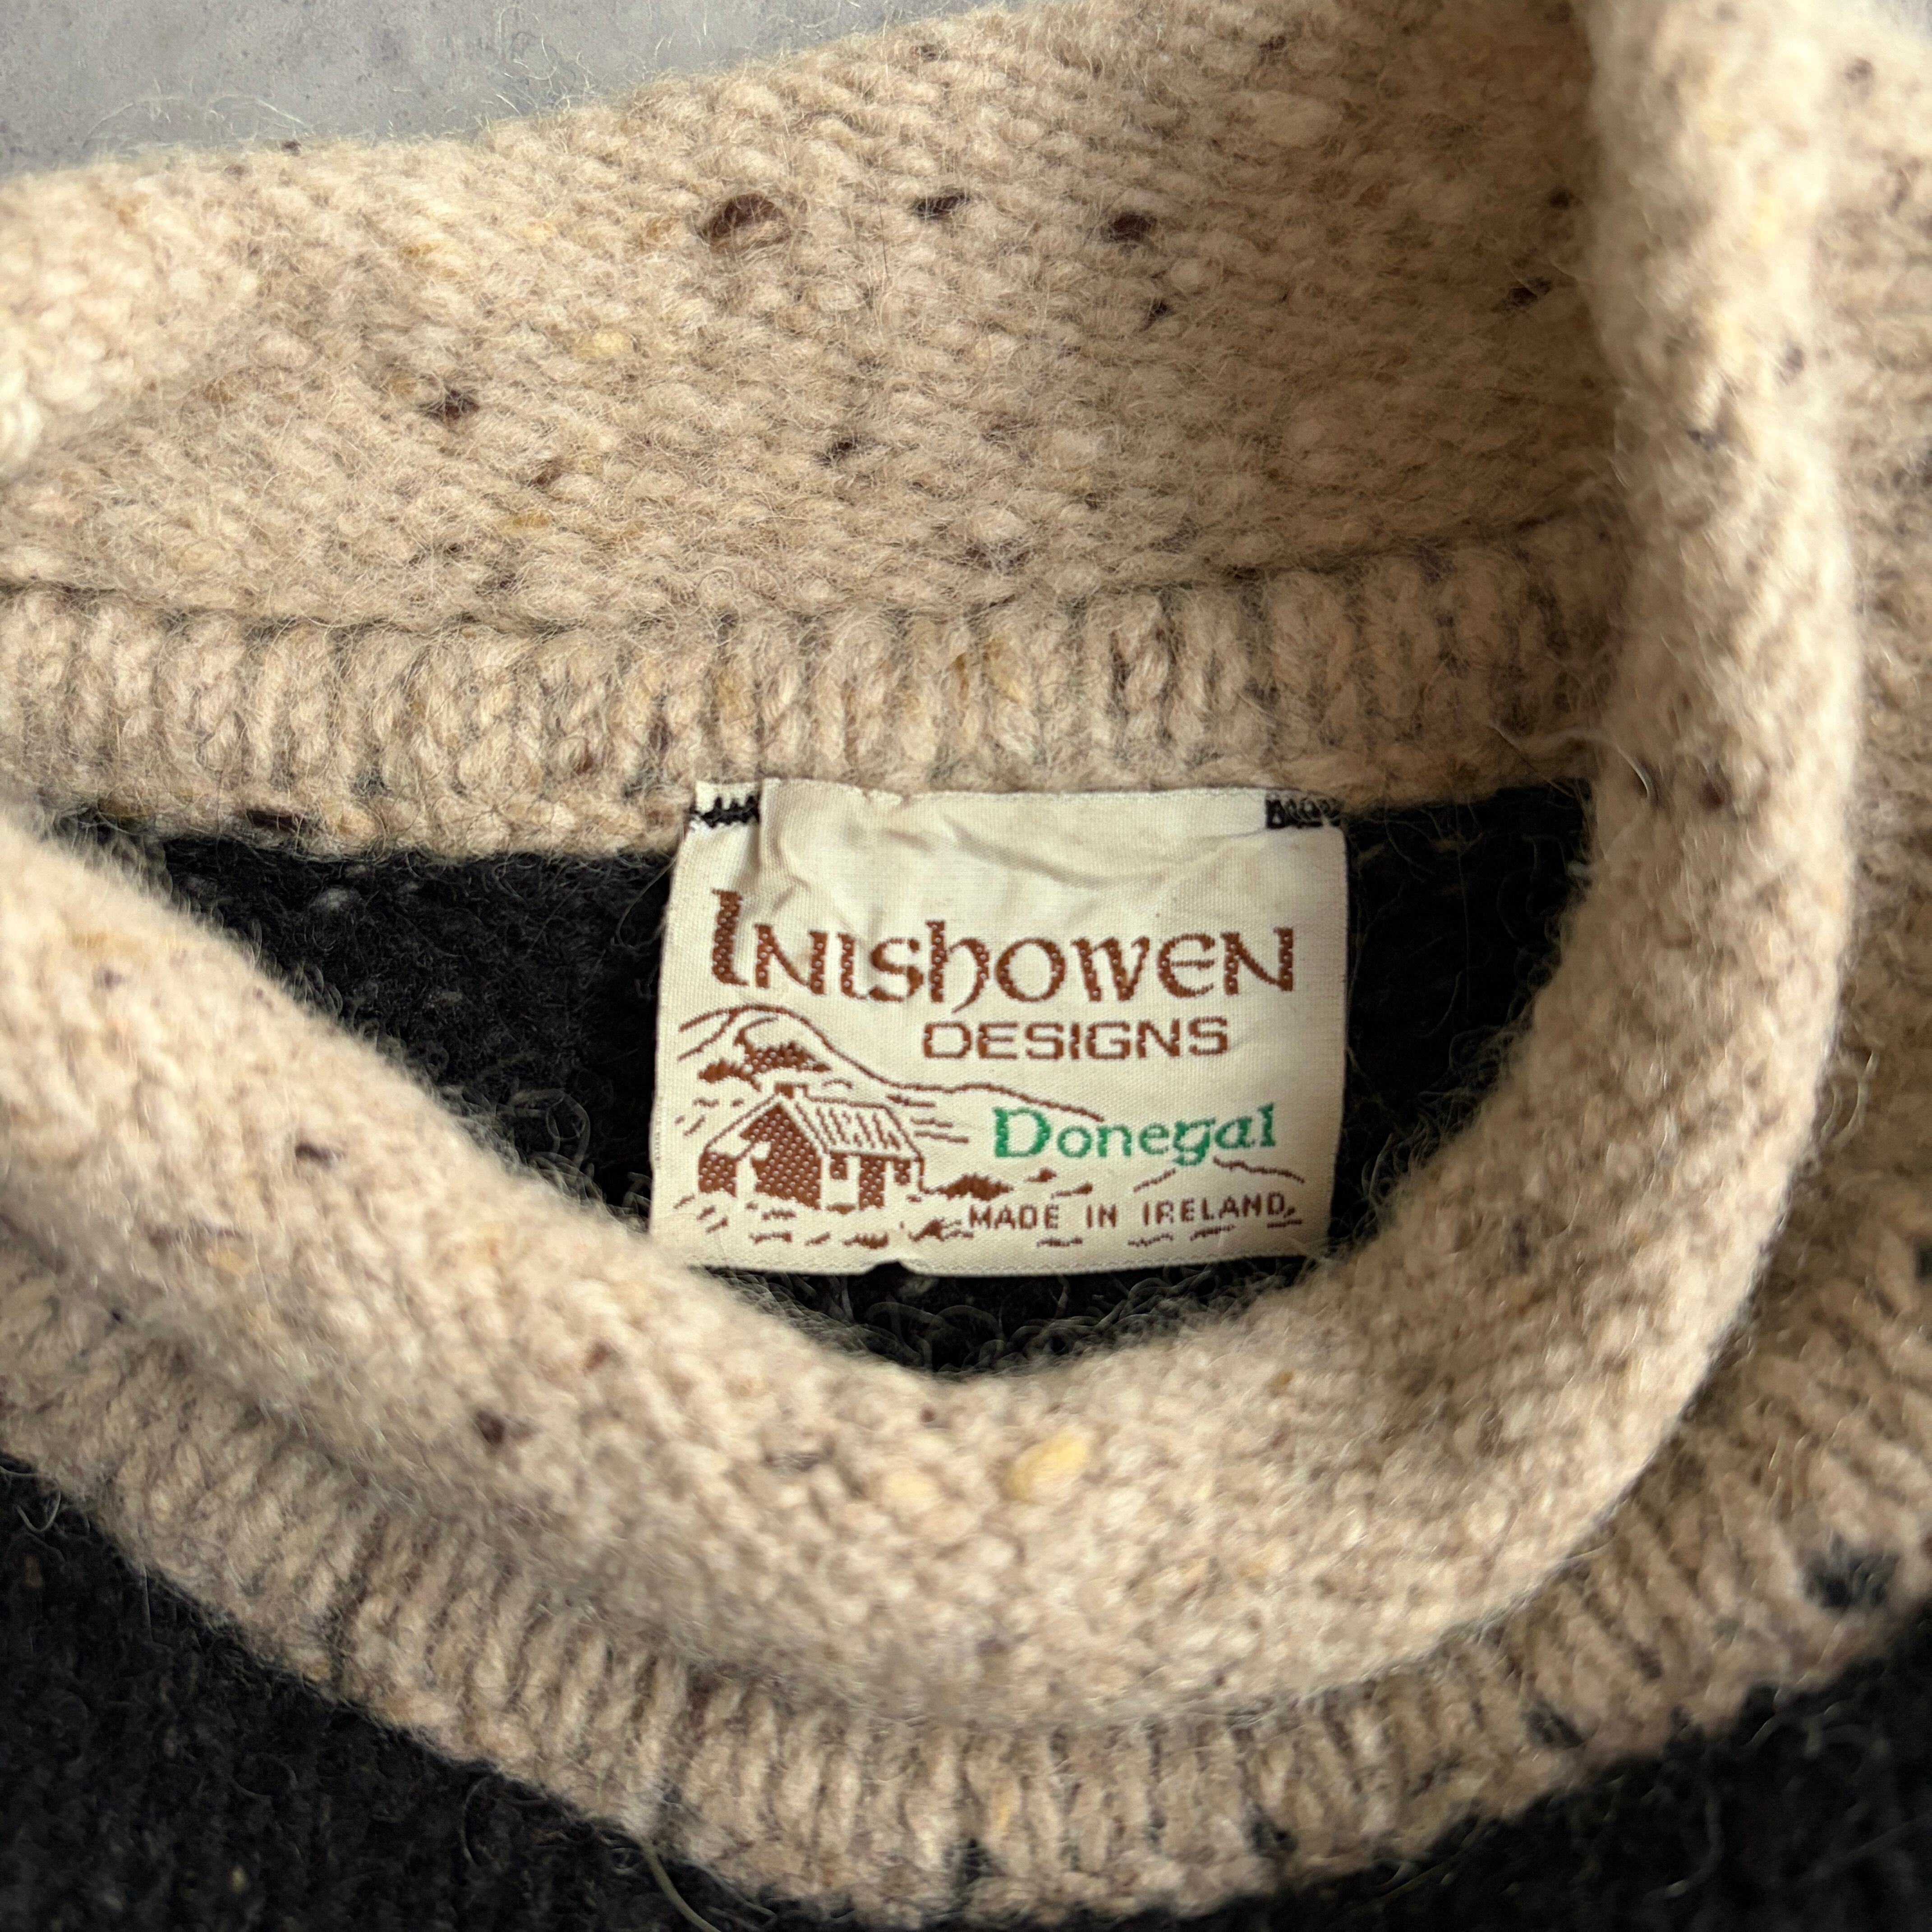 INISHOWEN
DESIGNS
Donegal
MADE IN IRELAND,